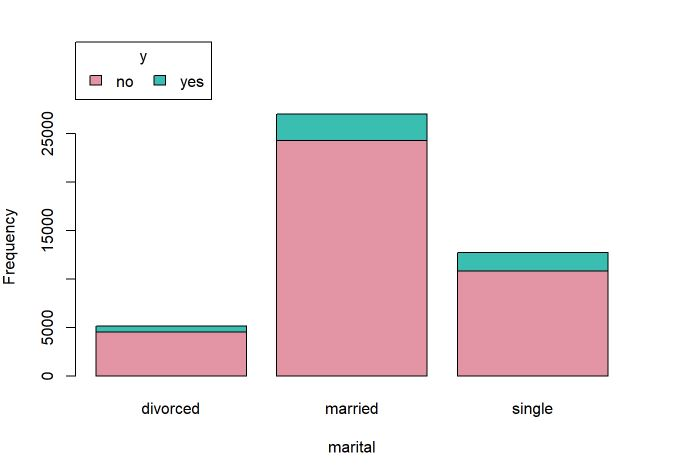 y
no yes
25000
15000
5000
0
Frequency
divorced married single
marital